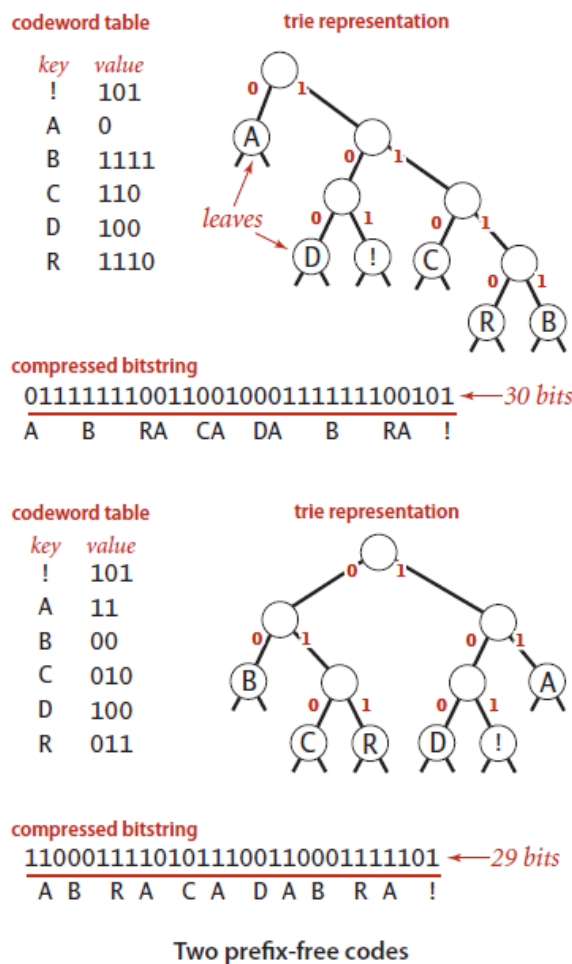 codeword table trie representation
key value
! 101
A 0
B 1111
C 110
D 100
R 1110
0 1
A
0 1
leaves
0 1 0 1
D ! C
0 1
R B
compressed bitstring
011111110011001000111111100101 30 bits
A B RA CA DA B RA !
codeword table trie representation
key value
! 101
A 11
B 00
C 010
D 100
R 011
0 1
0 1 0 1
B A
0 1 0 1
C R D !
compressed bitstring
11000111101011100110001111101 29 bits
A B R A C A D A B R A !
Two prefix-free codes